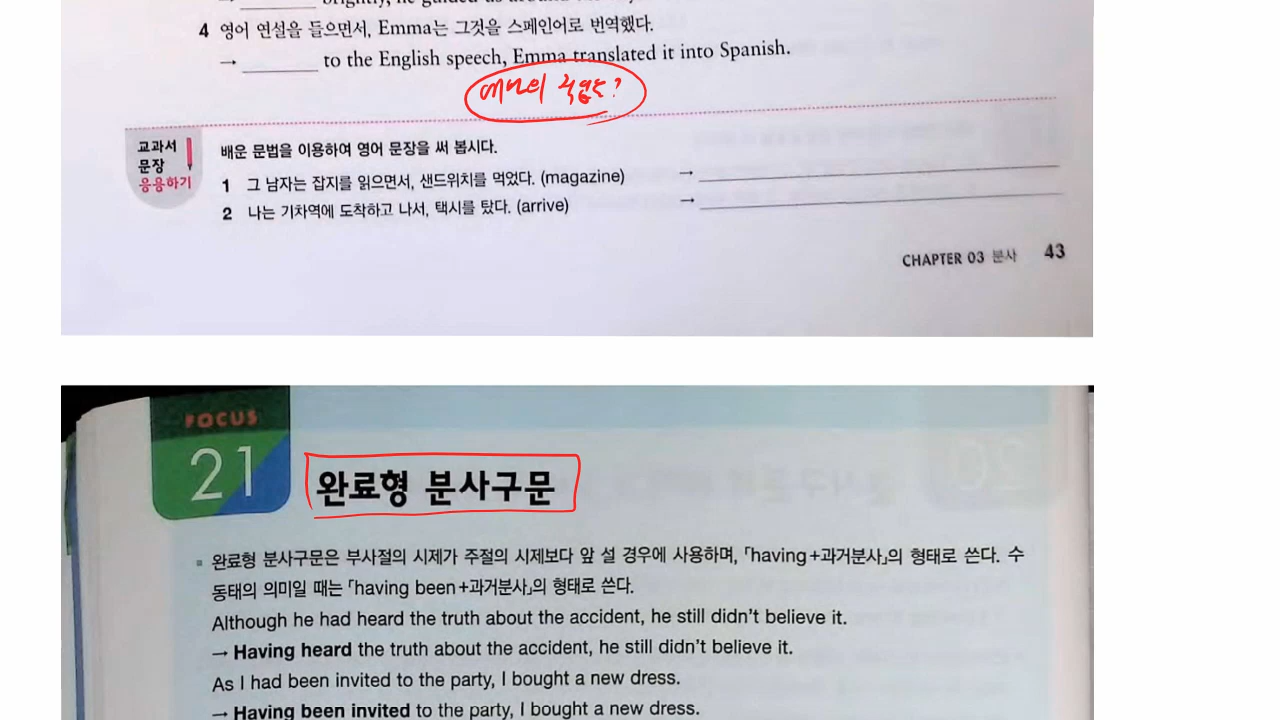 4 영어 연설을 들으면서, Emma는 그것을 스페인어로 번역했다.
→ ______ to the English speech, Emma translated it into Spanish.
교과서
문장
응용하기
배운 문법을 이용하여 영어 문장을 써 봅시다.
1 그 남자는 잡지를 읽으면서, 샌드위치를 먹었다. (magazine) →
2 나는 기차역에 도착하고 나서, 택시를 탔다. (arrive) →
CHAPTER 03 분사 43
FOCUS
21
완료형 분사구문
완료형 분사구문은 부사절의 시제가 주절의 시제보다 앞 설 경우에 사용하며, 「having+과거분사」의 형태로 쓴다. 수
동태의 의미일 때는 「having been+과거분사」의 형태로 쓴다.
Although he had heard the truth about the accident, he still didn't believe it.
→ Having heard the truth about the accident, he still didn't believe it.
As I had been invited to the party, I bought a new dress.
→ Having been invited to the party, I bought a new dress.